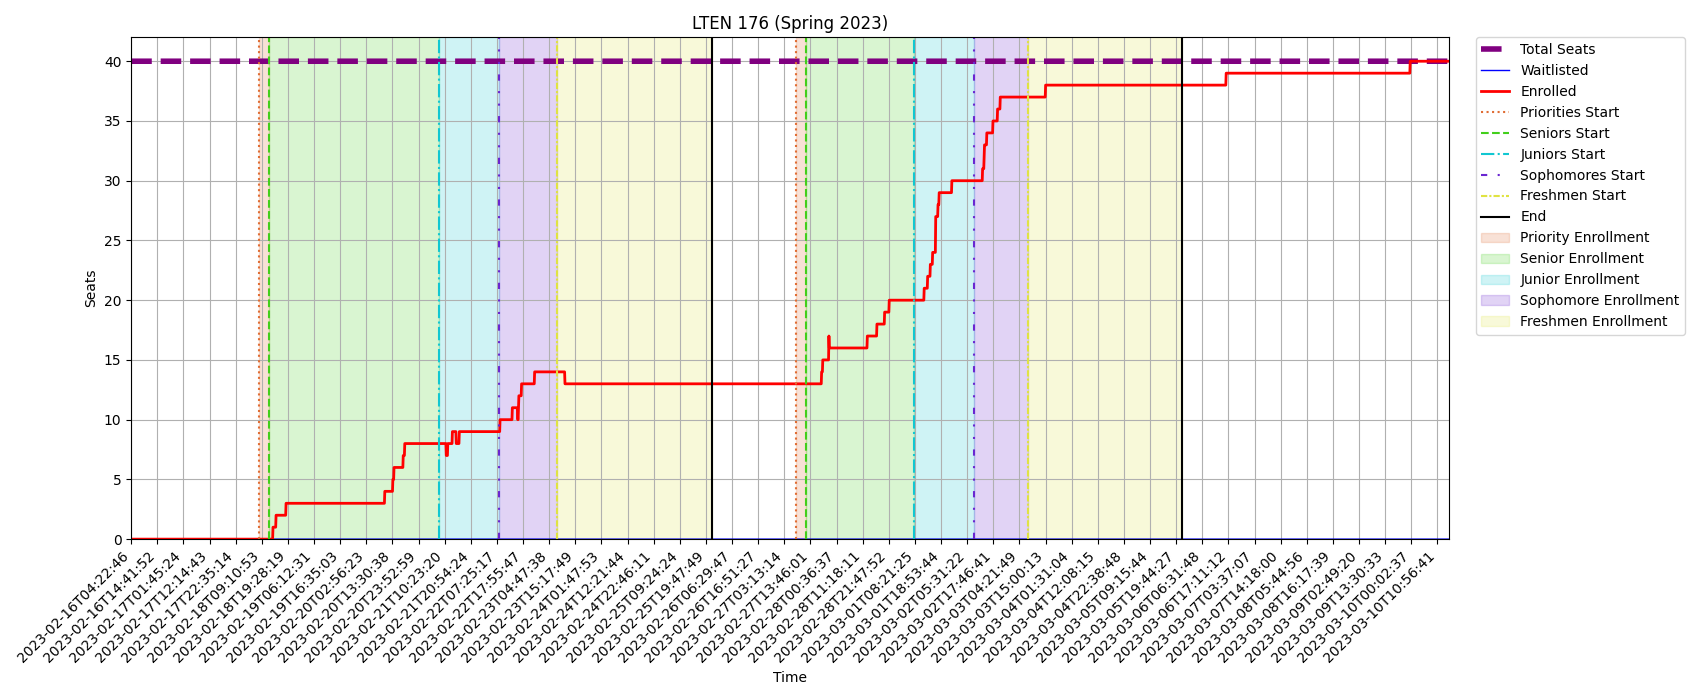 LTEN 176 (Spring 2023)
Seats
40
35
30
25
20
15
10
5
0
2023-02-16T04:22:46
2023-02-16T14:41:52
2023-02-17T01:45:24
2023-02-17T12:14:43
2023-02-17T22:35:14
2023-02-18T09:10:53
2023-02-18T19:28:19
2023-02-19T06:12:31
2023-02-19T16:35:03
2023-02-20T02:56:23
2023-02-20T13:30:38
2023-02-20T23:52:59
2023-02-21T10:23:20
2023-02-21T20:54:24
2023-02-22T07:25:17
2023-02-22T17:55:47
2023-02-23T04:47:38
2023-02-23T15:17:49
2023-02-24T01:47:53
2023-02-24T12:21:44
2023-02-24T22:46:11
2023-02-25T09:24:24
2023-02-25T19:47:49
2023-02-26T06:29:47
2023-02-26T16:51:27
2023-02-27T03:13:14
2023-02-27T13:46:01
2023-02-28T00:36:37
2023-02-28T11:18:11
2023-02-28T21:47:52
2023-03-01T08:21:25
2023-03-01T18:53:44
2023-03-02T05:31:22
2023-03-02T17:46:41
2023-03-03T04:21:49
2023-03-03T15:00:13
2023-03-04T01:31:04
2023-03-04T12:08:15
2023-03-04T22:38:48
2023-03-05T09:15:44
2023-03-05T19:44:27
2023-03-06T06:31:48
2023-03-06T17:11:12
2023-03-07T03:37:07
2023-03-07T14:18:00
2023-03-08T05:44:56
2023-03-08T16:17:39
2023-03-09T02:49:20
2023-03-09T13:30:33
2023-03-10T00:02:37
2023-03-10T10:56:41
Time
Total Seats
Waitlisted
Enrolled
Priorities Start
Seniors Start
Juniors Start
Sophomores Start
Freshmen Start
End
Priority Enrollment
Senior Enrollment
Junior Enrollment
Sophomore Enrollment
Freshmen Enrollment